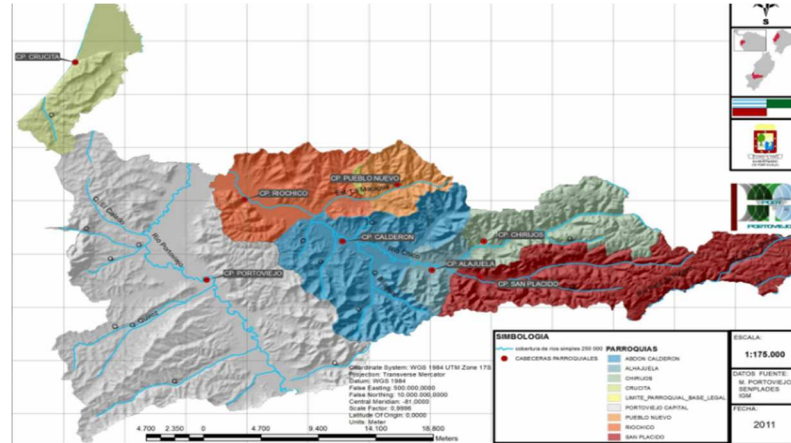 S
CP. CRUCITA
CP. PUEBLO NUEVO
CP. RIOCHICO
CP. CHIRIJOS
CP. CALDERON
Rio Portoviejo
CP. ALAJUELA
CP. PORTOVIEJO
CP. SAN PLACIDO
PORTOVIEJO
Coordinate System: WGS 1984 UTM Zone 17S
Projection: Transverse Mercator
Datum: WGS 1984
False Easting: 500.000,0000
False Northing: 10.000.000,0000
Central Meridian: -81,0000
Scale Factor: 0,9996
Latitude Of Origin: 0,0000
Units: Meter
4.700 2.350 0 4.700 9.400 14.100 18.800
Meters
SIMBOLOGIA
cobertura de rios simples 250 000
CABECERAS PARROQUIALES
PARROQUIAS
ABDON CALDERON
ALHAJUELA
CHIRIJOS
CRUCITA
LIMITE_PARROQUIAL_BASE_LEGAL
PORTOVIEJO CAPITAL
PUEBLO NUEVO
RIOCHICO
SAN PLACIDO
ESCALA:
1:175.000
DATOS FUENTE:
M. PORTOVIEJO
SENPLADES
IGM
FECHA:
2011